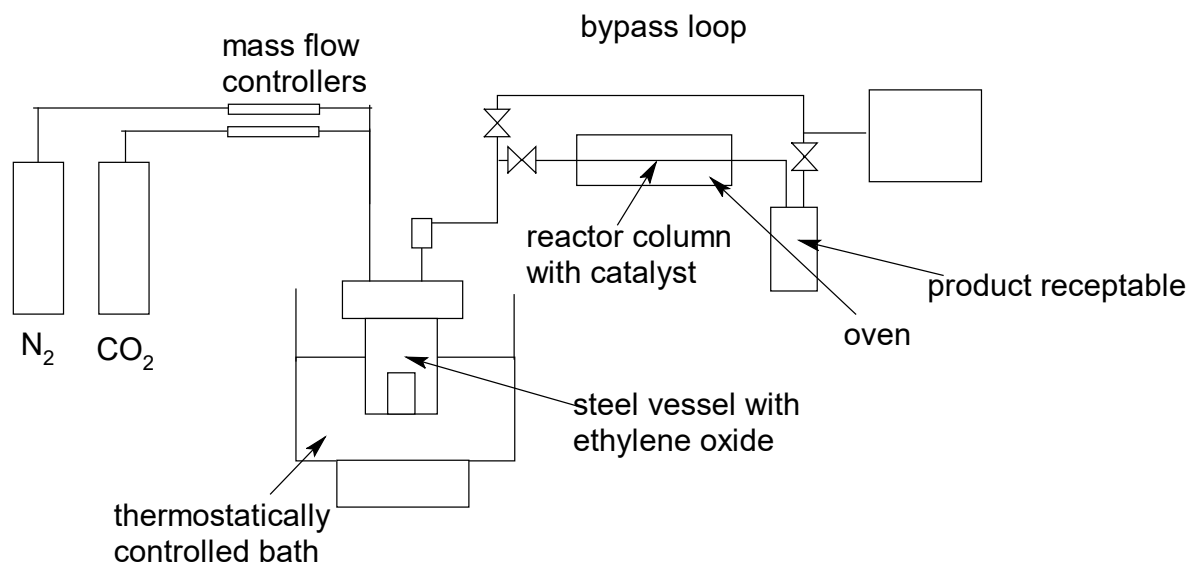 bypass loop
mass flow
controllers
reactor column
with catalyst
product receptable
oven
N2
CO2
steel vessel with
ethylene oxide
thermostatically
controlled bath